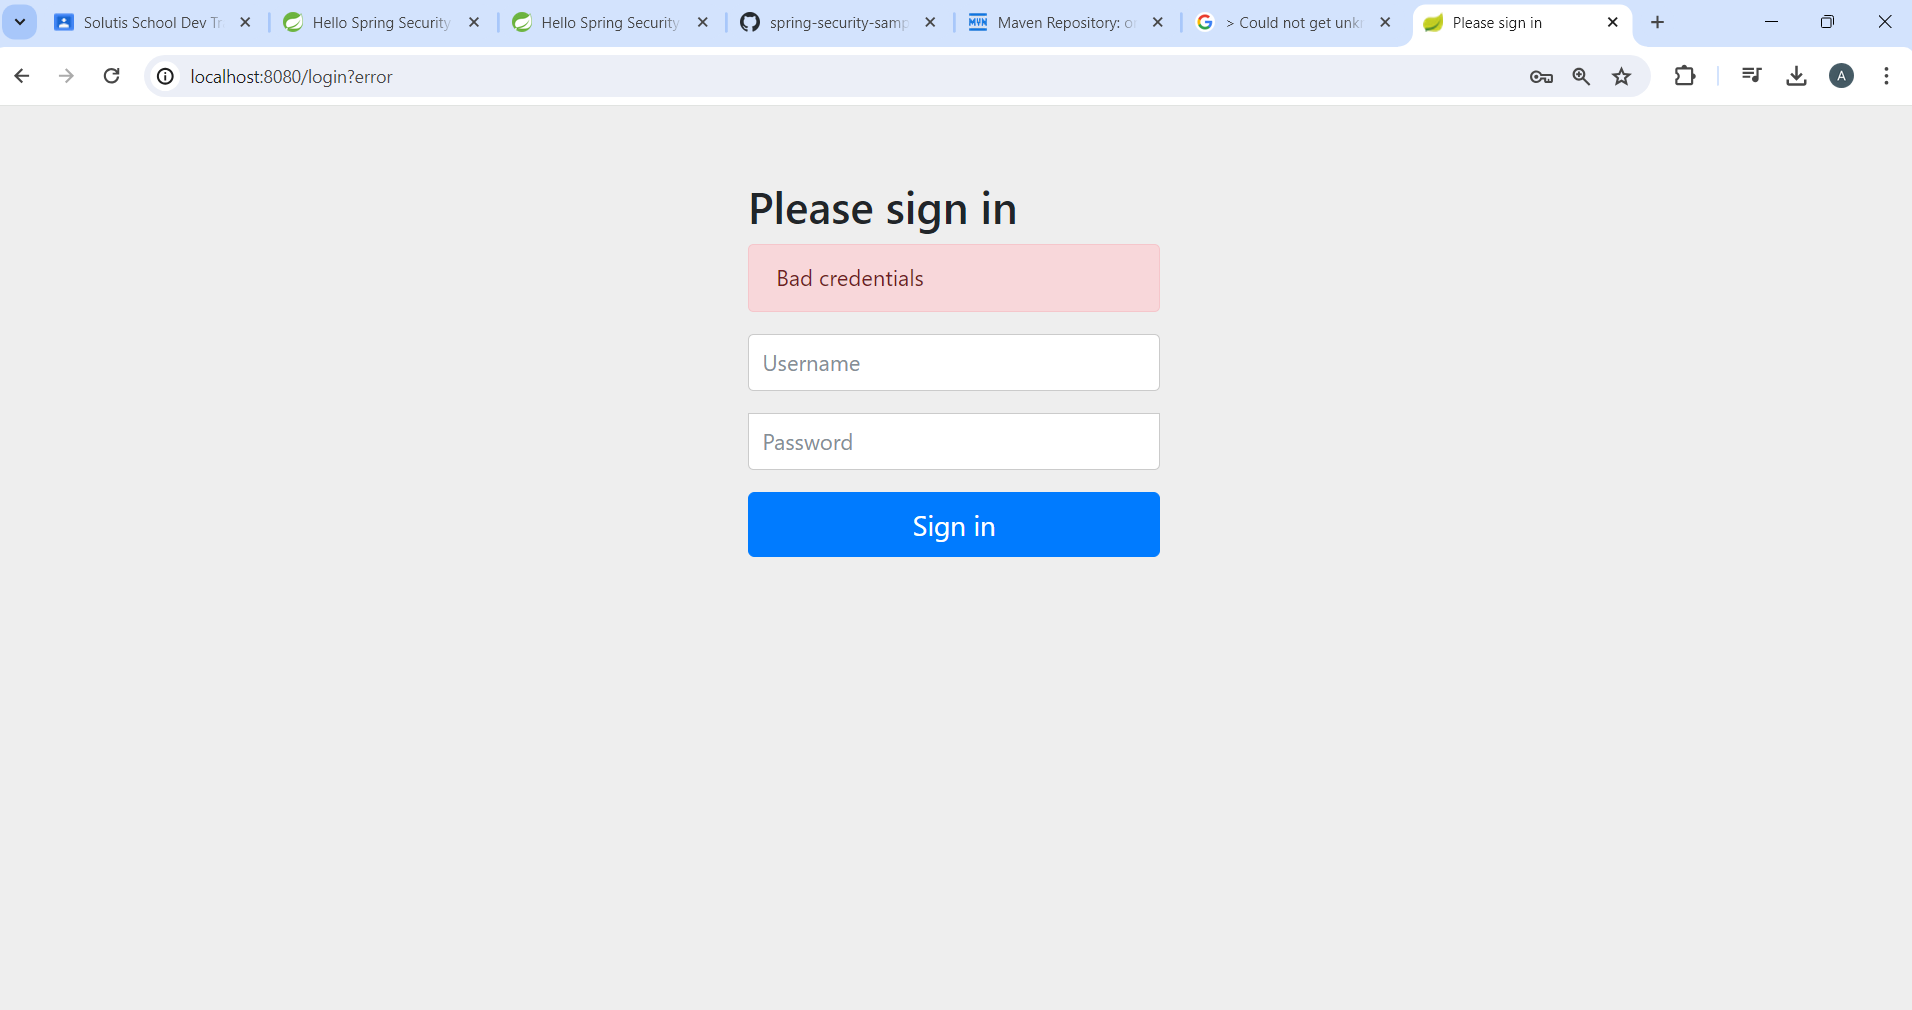 Solutis School Dev Tr
Hello Spring Security
Hello Spring Security
spring-security-samp
Maven Repository: o
> Could not get unk
Please sign in
localhost:8080/login?error
A
Please sign in
Bad credentials
Username
Password
Sign in